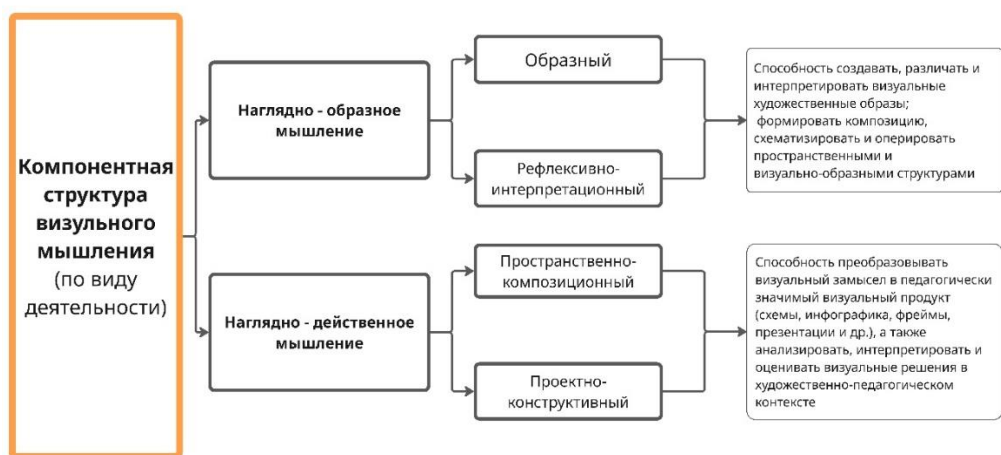 Компонентная
структура
визульного
мышления
(по виду
деятельности)
Наглядно - образное
мышление
Образный
Рефлексивно-
интерпретационный
Способность создавать, различать и
интерпретировать визуальные
художественные образы;
формировать композицию,
схематизировать и оперировать
пространственными и
визуально-образными структурами
Наглядно - действенное
мышление
Пространственно-
композиционный
Проектно-
конструктивный
Способность преобразовывать
визуальный замысел в педагогически
значимый визуальный продукт
(схемы, инфографика, фреймы,
презентации и др.), а также
анализировать, интерпретировать и
оценивать визуальные решения в
художественно-педагогическом
контексте